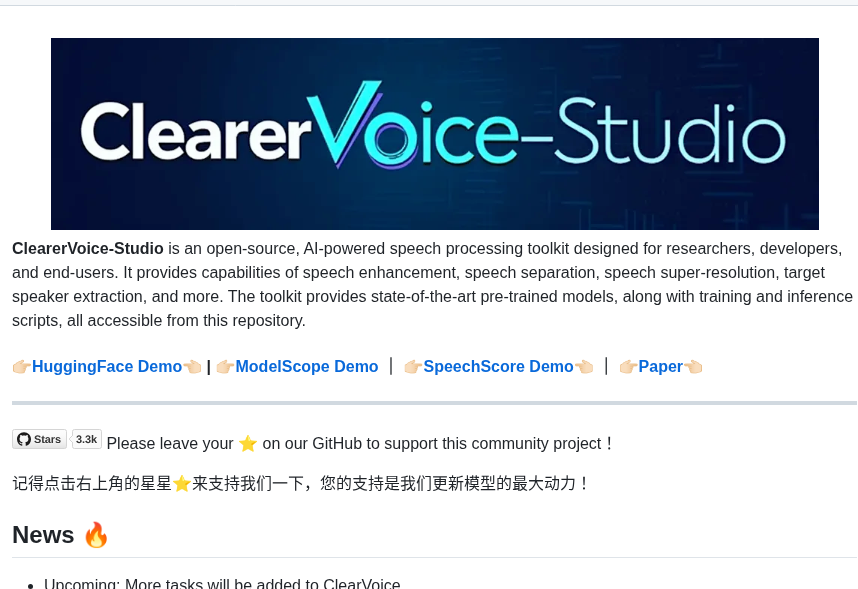 ClearerVoice-Studio
ClearerVoice-Studio is an open-source, AI-powered speech processing toolkit designed for researchers, developers,
and end-users. It provides capabilities of speech enhancement, speech separation, speech super-resolution, target
speaker extraction, and more. The toolkit provides state-of-the-art pre-trained models, along with training and inference
scripts, all accessible from this repository.
👉🏻HuggingFace Demo👈🏻 | 👉🏻ModelScope Demo | 👉🏻SpeechScore Demo👈🏻 | 👉🏻Paper👈🏻
Stars 3.3k Please leave your ⭐ on our GitHub to support this community project！
记得点击右上角的星星⭐来支持我们一下，您的支持是我们更新模型的最大动力！
News 🔥
• Upcoming: More tasks will be added to ClearVoice.